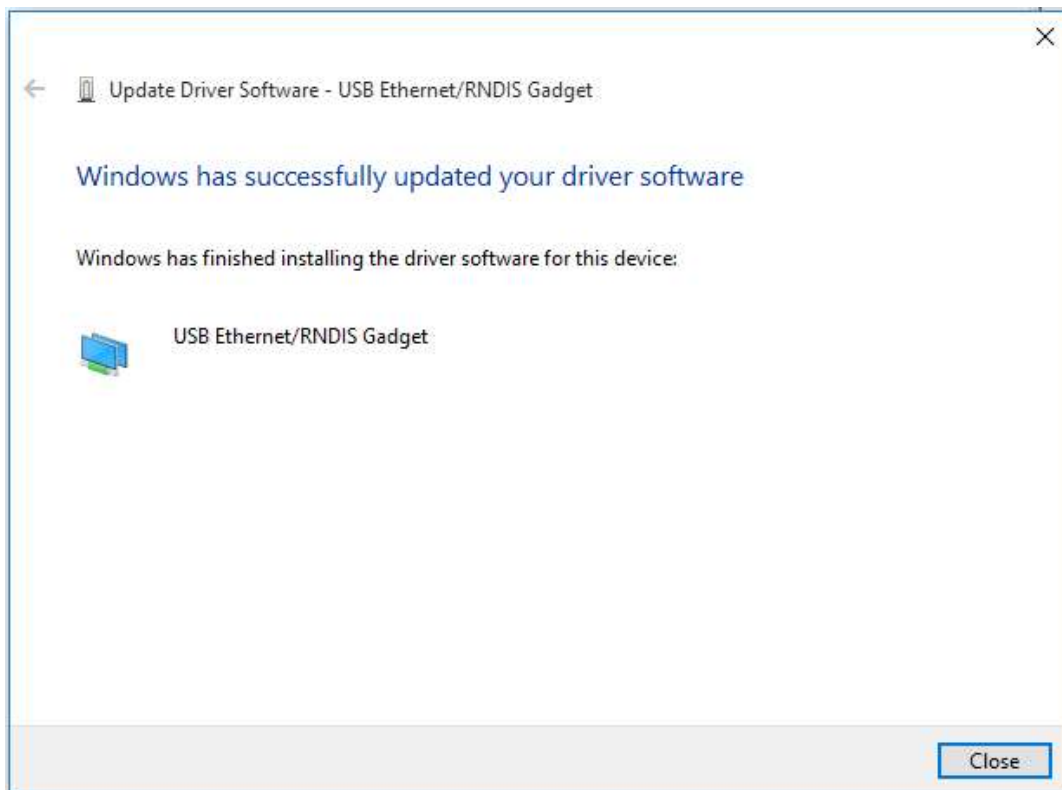 Update Driver Software - USB Ethernet/RNDIS Gadget
Windows has successfully updated your driver software
Windows has finished installing the driver software for this device:
USB Ethernet/RNDIS Gadget
Close